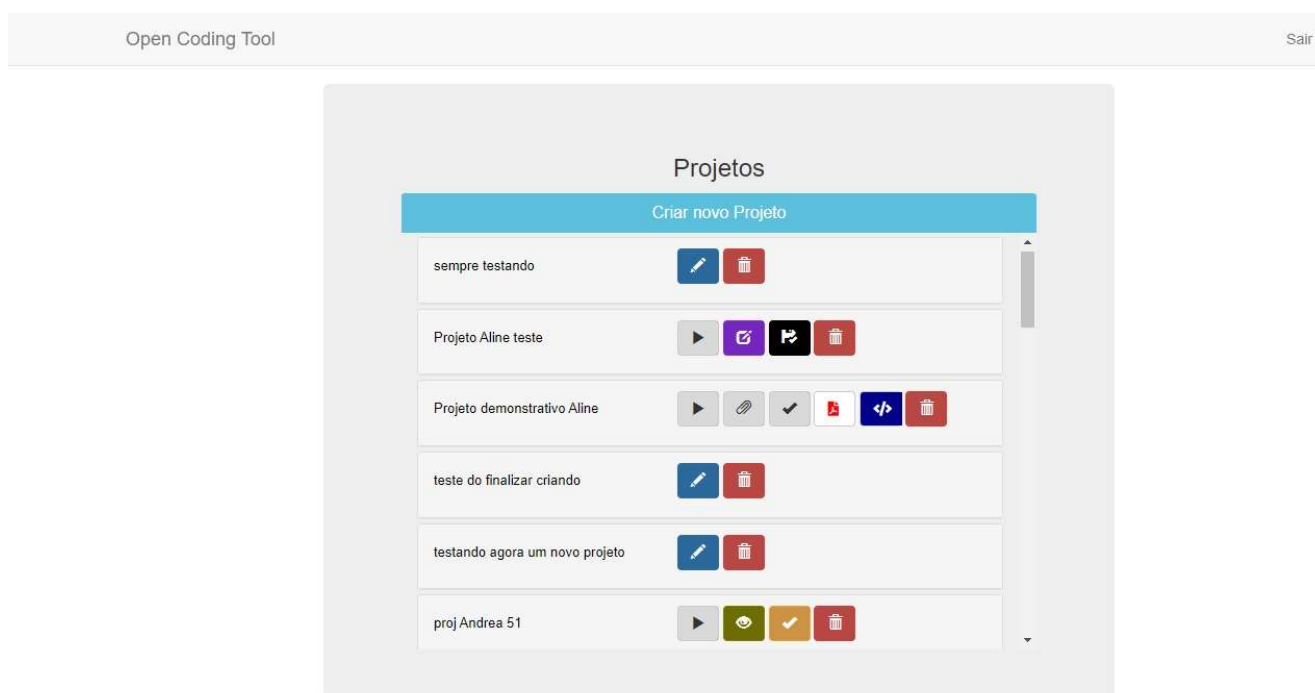 Open Coding Tool
Sair
Projetos
Criar novo Projeto
sempre testando
Projeto Aline teste
Projeto demonstrativo Aline
teste do finalizar criando
testando agora um novo projeto
proj Andrea 51